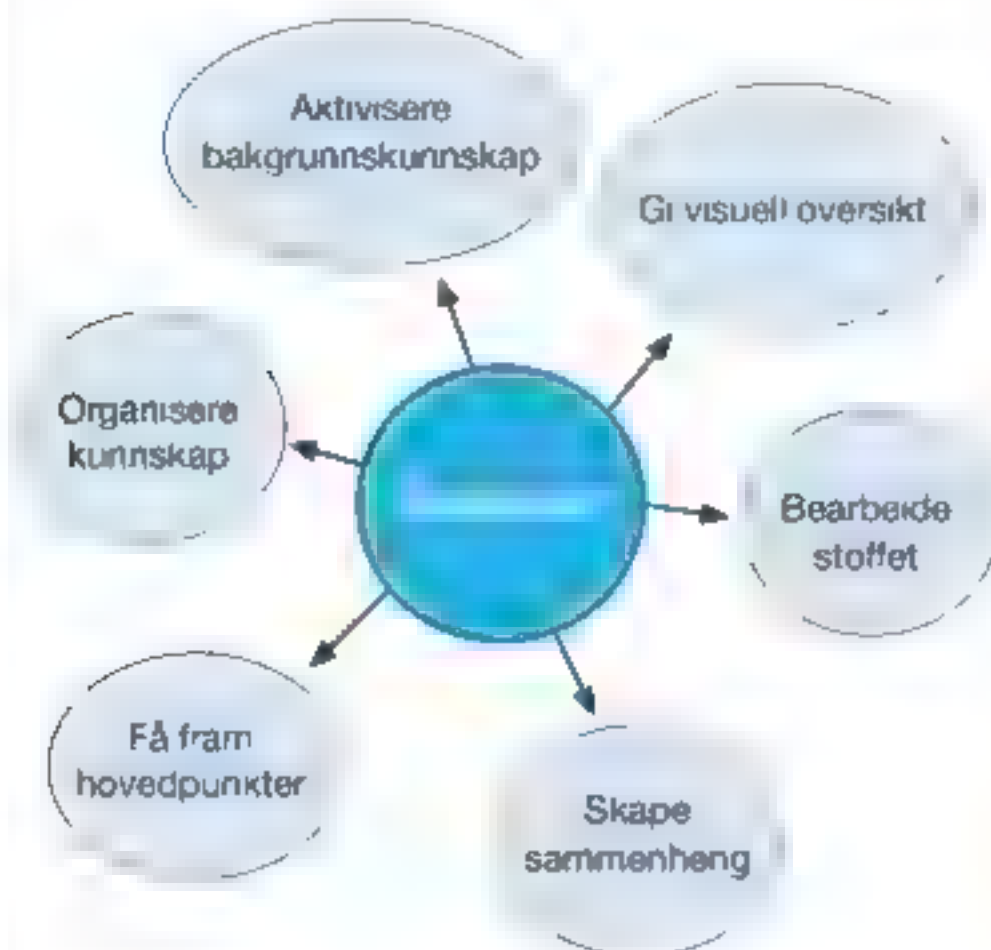 Aktivisere
bakgrunnskunnskap
Gi visuell oversikt
Organisere
kunnskap
Bearbeide
stoffet
Få fram
hovedpunkter
Skape
sammenheng